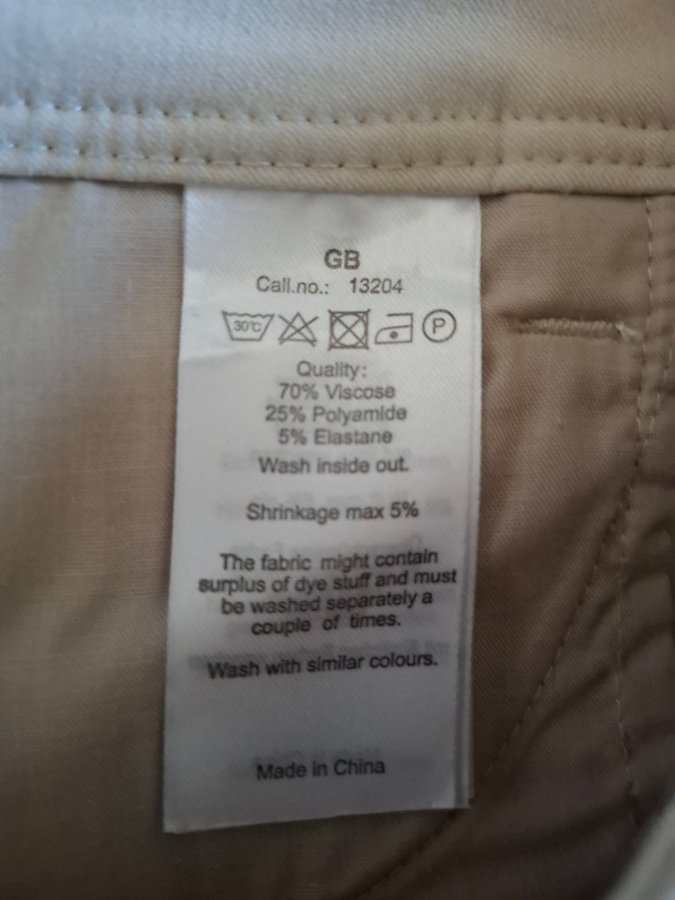 GB
Call.no.: 13204
30°C P
Quality:
70% Viscose
25% Polyamide
5% Elastane
Wash inside out.
Shrinkage max 5%
The fabric might contain
surplus of dye stuff and must
be washed separately a
couple of times.
Wash with similar colours.
Made in China